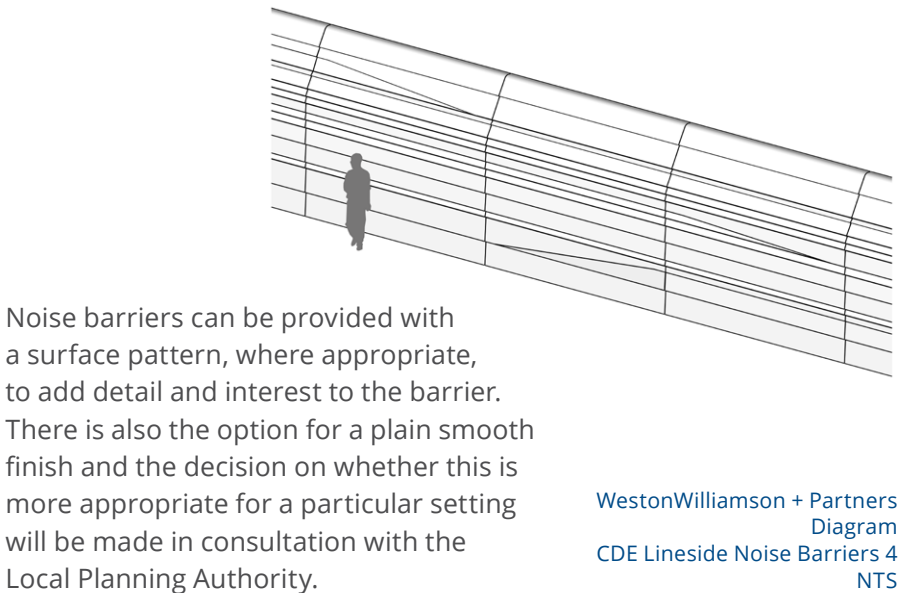 Noise barriers can be provided with
a surface pattern, where appropriate,
to add detail and interest to the barrier.
There is also the option for a plain smooth
finish and the decision on whether this is
more appropriate for a particular setting
will be made in consultation with the
Local Planning Authority.
WestonWilliamson + Partners
Diagram
CDE Lineside Noise Barriers 4
NTS